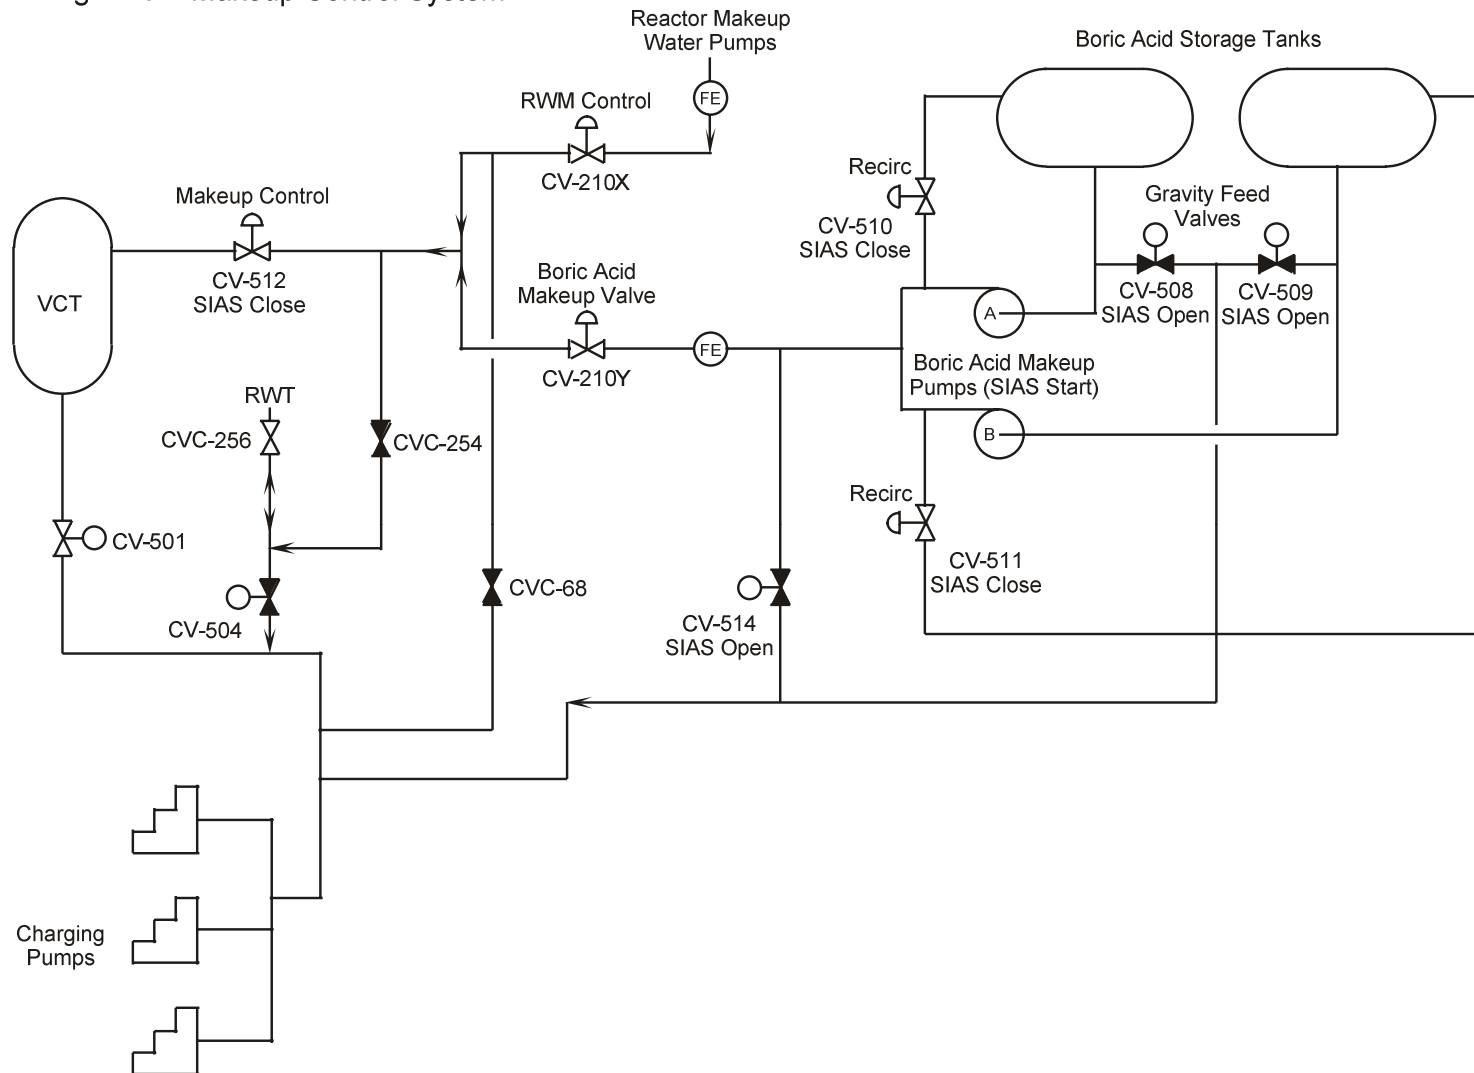 Makeup Control System
Reactor Makeup
Water Pumps
FE
Boric Acid Storage Tanks
RWM Control
CV-210X
Recirc
CV-510
SIAS Close
Gravity Feed
Valves
CV-508
SIAS Open
CV-509
SIAS Open
Makeup Control
CV-512
SIAS Close
VCT
Boric Acid
Makeup Valve
CV-210Y
FE
A
Boric Acid Makeup
Pumps (SIAS Start)
B
RWT
CVC-256
CVC-254
CV-501
CV-504
CVC-68
CV-514
SIAS Open
Recirc
CV-511
SIAS Close
Charging
Pumps